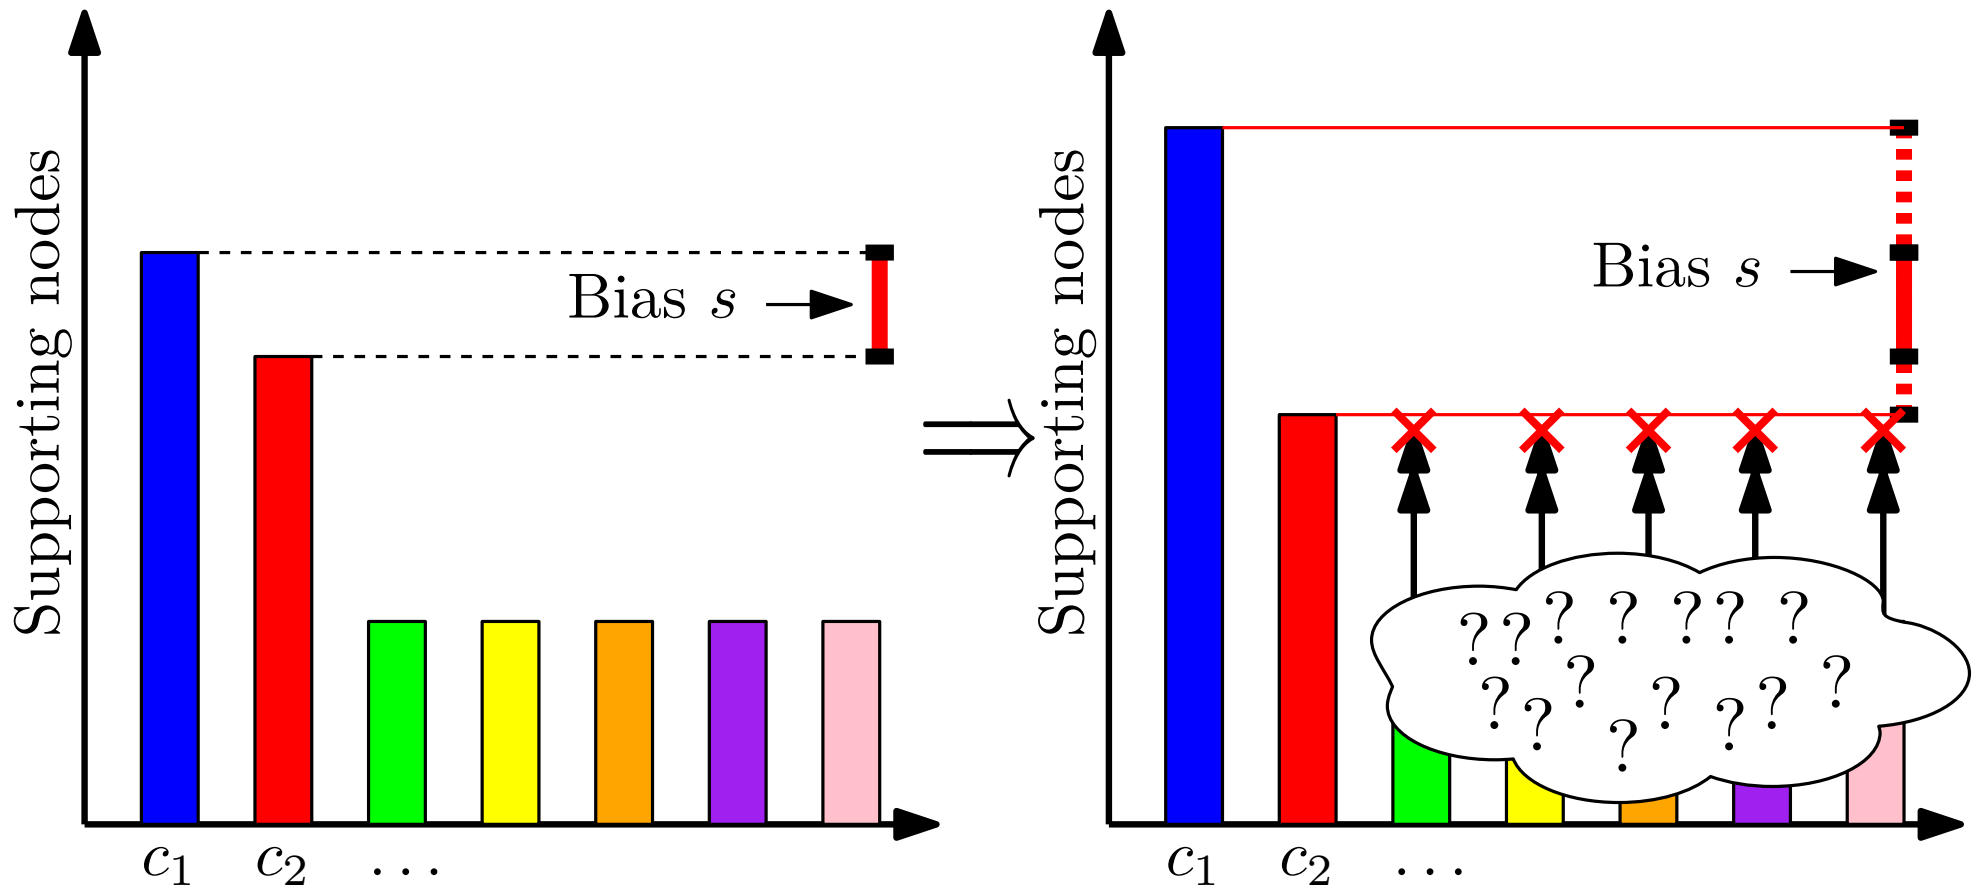 Supporting nodes
Bias s
c₁ c₂ …
⇒
Supporting nodes
Bias s
? ? ? ? ? ? ?
? ?
? ? ? ?
? ?
c₁ c₂ …